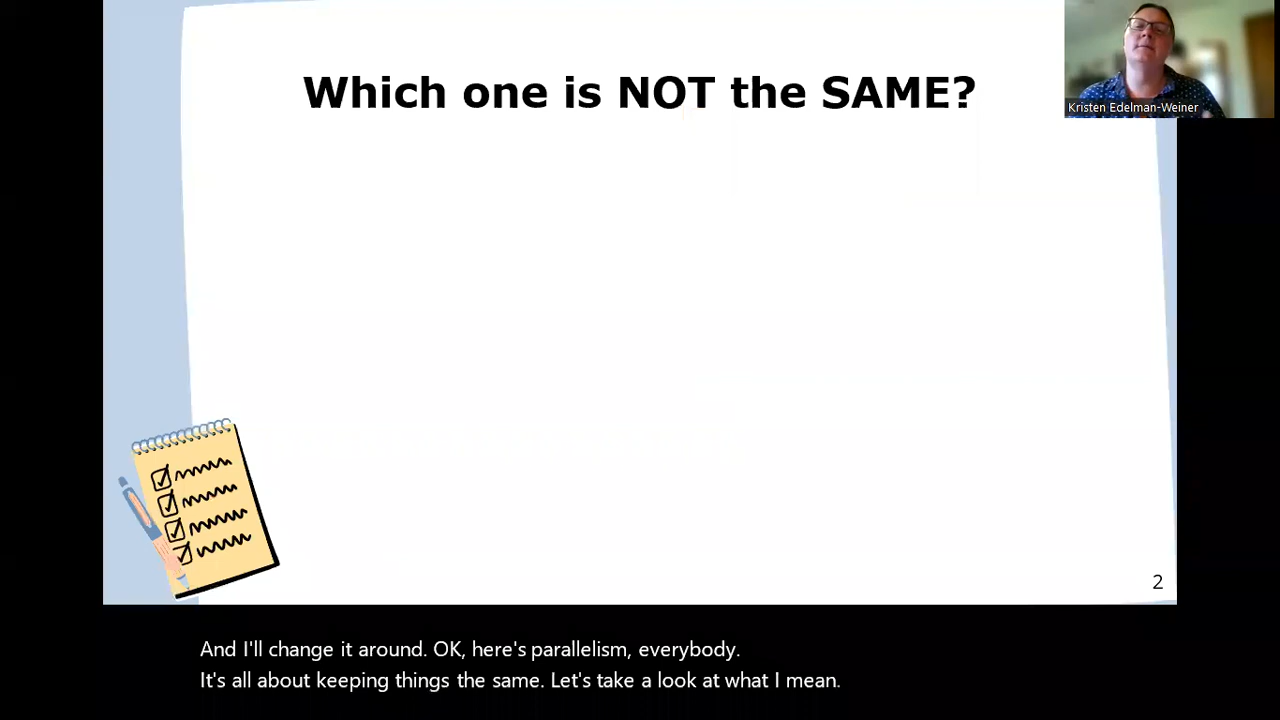 Which one is NOT the SAME?
Kristen Edelman-Weiner
2
And I'll change it around. OK, here's parallelism, everybody.
It's all about keeping things the same. Let's take a look at what I mean.